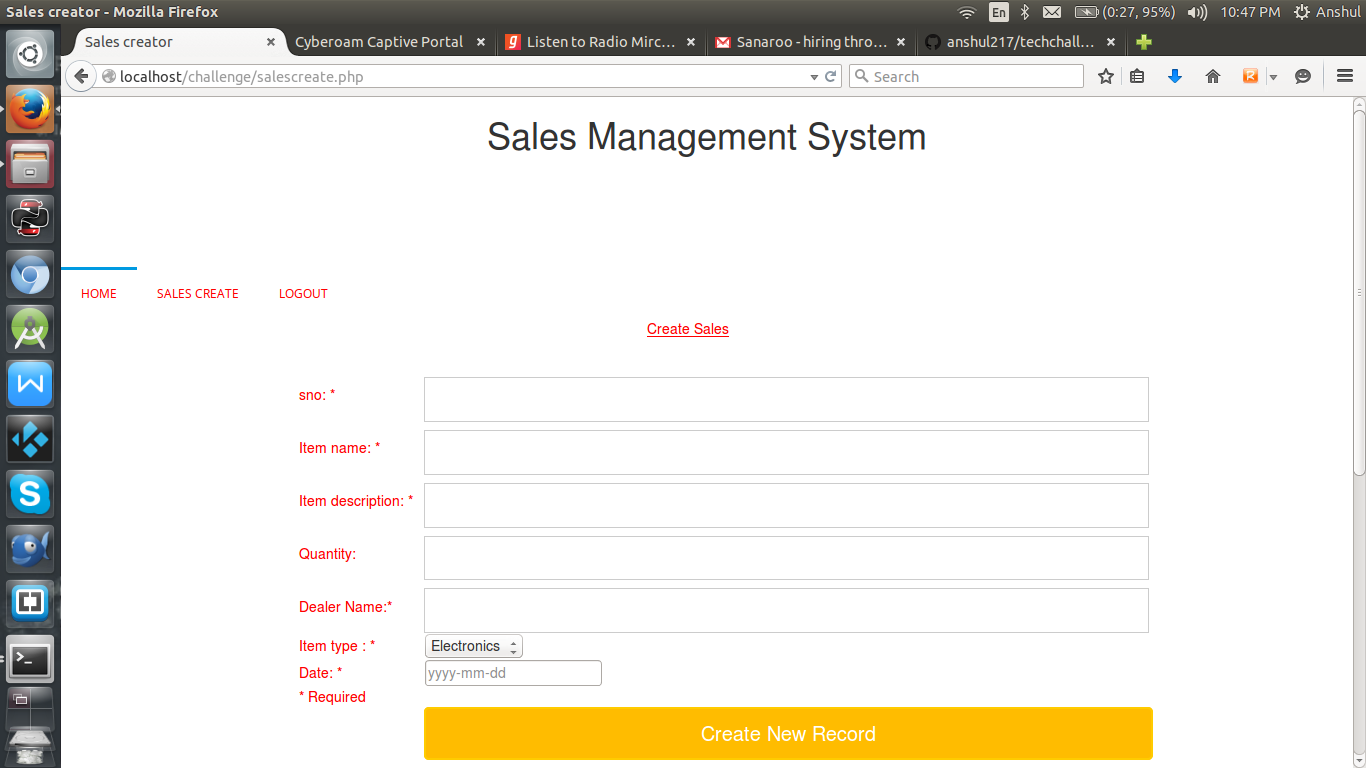 Sales creator - Mozilla Firefox
En
(0:27, 95%)
10:47 PM
Anshul
Sales creator
Cyberoam Captive Portal
Listen to Radio Mirc...
Sanaroo - hiring thro...
anshul217/techchall...
localhost/challenge/salescreate.php
Search
Sales Management System
HOME
SALES CREATE
LOGOUT
Create Sales
sno: *
Item name: *
Item description: *
Quantity:
Dealer Name:*
Item type : *
Electronics
Date: *
yyyy-mm-dd
* Required
Create New Record